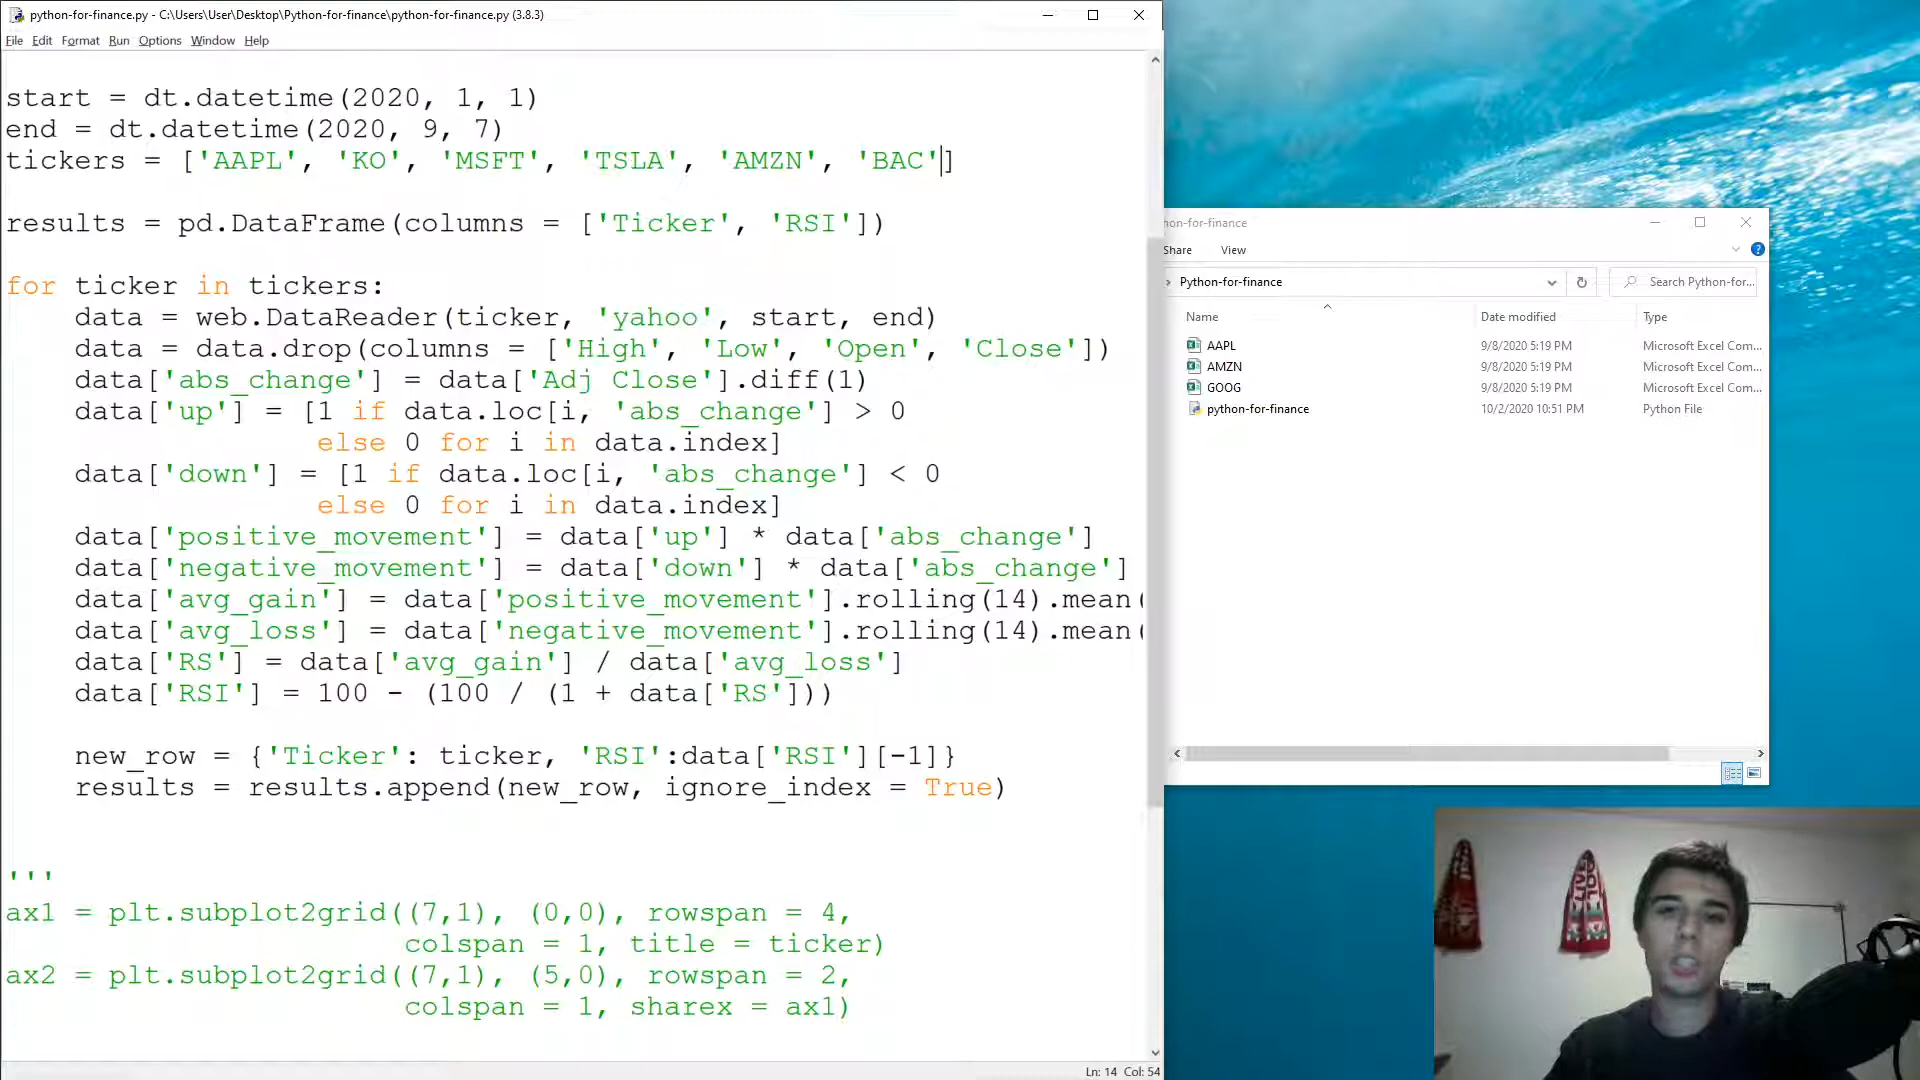 python-for-finance.py - C:\Users\User\Desktop\Python-for-finance\python-for-finance.py (3.8.3)
File Edit Format Run Options Window Help
start = dt.datetime(2020, 1, 1)
end = dt.datetime(2020, 9, 7)
tickers = ['AAPL', 'KO', 'MSFT', 'TSLA', 'AMZN', 'BAC']
results = pd.DataFrame(columns = ['Ticker', 'RSI'])
for ticker in tickers:
data = web.DataReader(ticker, 'yahoo', start, end)
data = data.drop(columns = ['High', 'Low', 'Open', 'Close'])
data['abs_change'] = data['Adj Close'].diff(1)
data['up'] = [1 if data.loc[i, 'abs_change'] > 0
else 0 for i in data.index]
data['down'] = [1 if data.loc[i, 'abs_change'] < 0
else 0 for i in data.index]
data['positive_movement'] = data['up'] * data['abs_change']
data['negative_movement'] = data['down'] * data['abs_change']
data['avg_gain'] = data['positive_movement'].rolling(14).mean(
data['avg_loss'] = data['negative_movement'].rolling(14).mean(
data['RS'] = data['avg_gain'] / data['avg_loss']
data['RSI'] = 100 - (100 / (1 + data['RS']))
new_row = {'Ticker': ticker, 'RSI':data['RSI'][-1]}
results = results.append(new_row, ignore_index = True)
'''
ax1 = plt.subplot2grid((7,1), (0,0), rowspan = 4,
colspan = 1, title = ticker)
ax2 = plt.subplot2grid((7,1), (5,0), rowspan = 2,
colspan = 1, sharex = ax1)
Ln: 14 Col: 54
hon-for-finance
Share View
Python-for-finance Search Python-for-...
Name Date modified Type
AAPL 9/8/2020 5:19 PM Microsoft Excel Com...
AMZN 9/8/2020 5:19 PM Microsoft Excel Com...
GOOG 9/8/2020 5:19 PM Microsoft Excel Com...
python-for-finance 10/2/2020 10:51 PM Python File